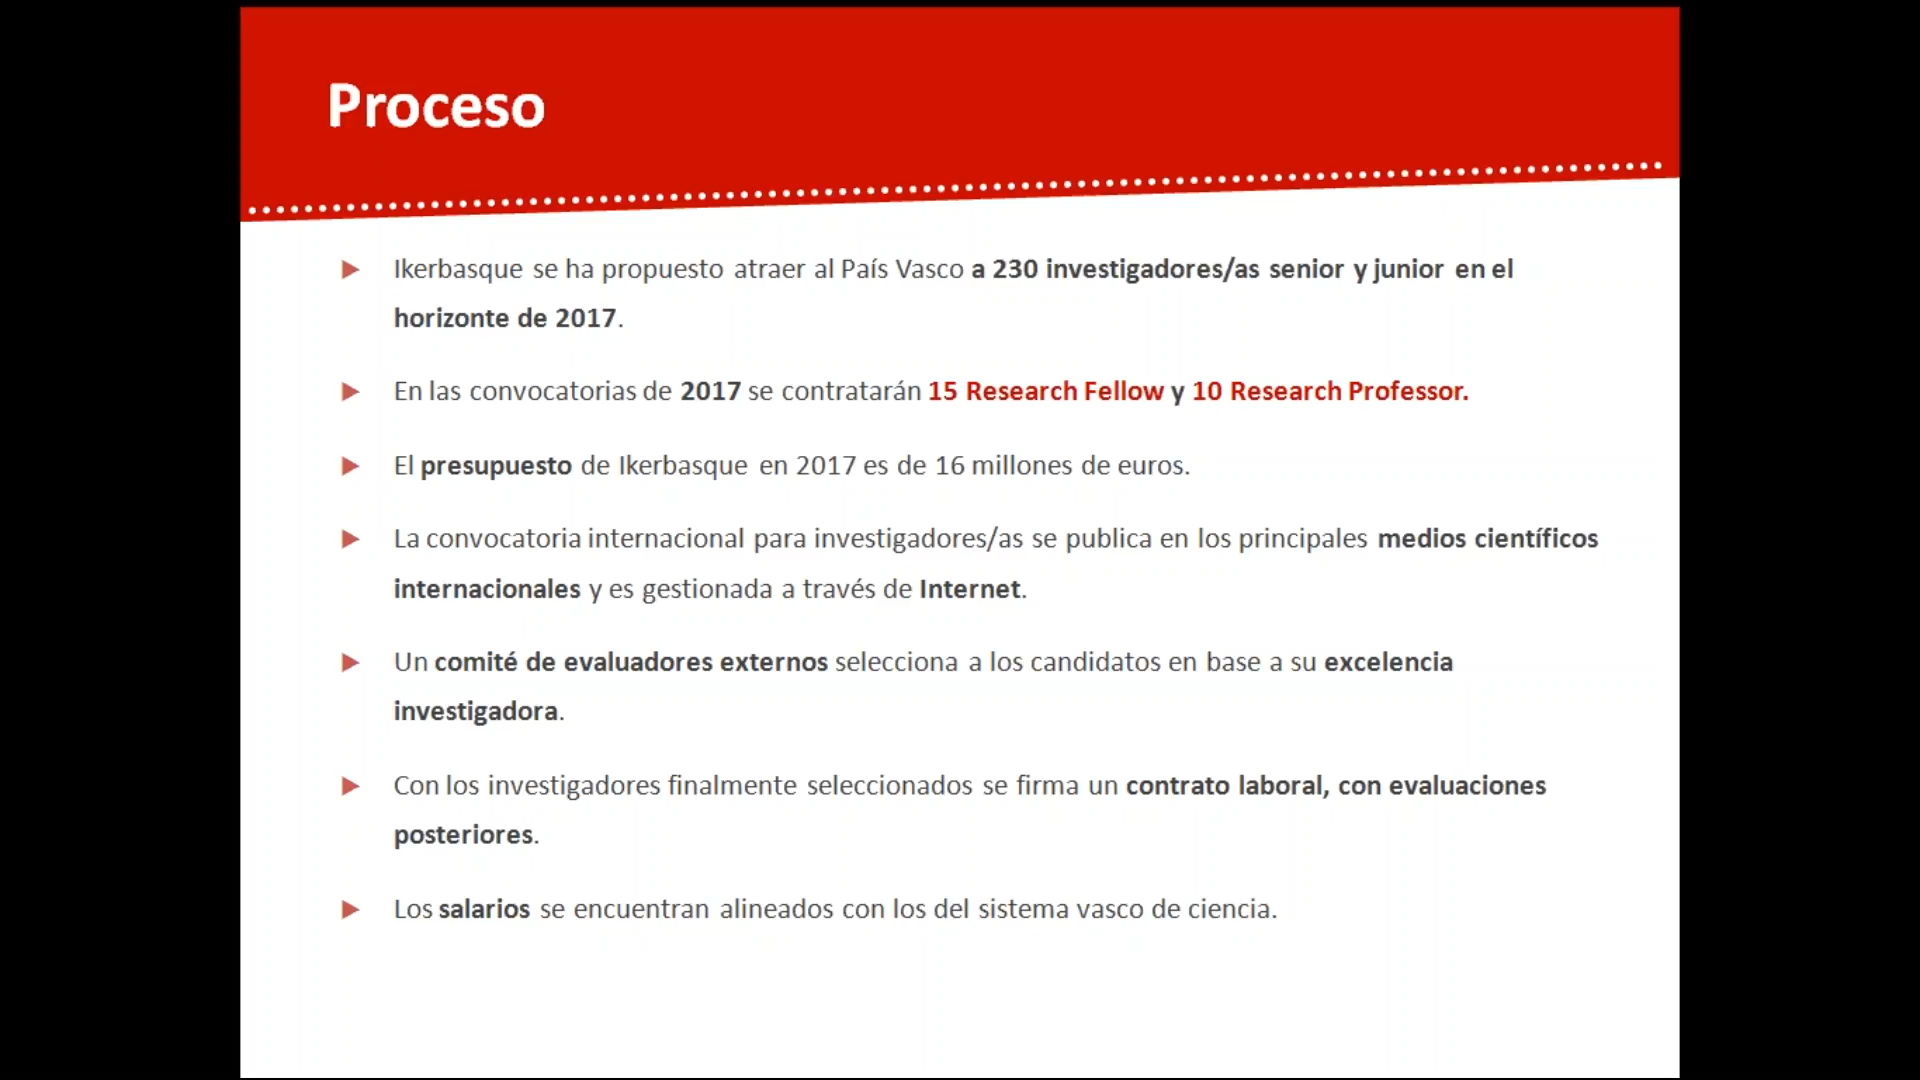 Proceso
Ikerbasque se ha propuesto atraer al País Vasco a 230 investigadores/as senior y junior en el
horizonte de 2017.
En las convocatorias de 2017 se contratarán 15 Research Fellow y 10 Research Professor.
El presupuesto de Ikerbasque en 2017 es de 16 millones de euros.
La convocatoria internacional para investigadores/as se publica en los principales medios científicos
internacionales y es gestionada a través de Internet.
Un comité de evaluadores externos selecciona a los candidatos en base a su excelencia
investigadora.
Con los investigadores finalmente seleccionados se firma un contrato laboral, con evaluaciones
posteriores.
Los salarios se encuentran alineados con los del sistema vasco de ciencia.